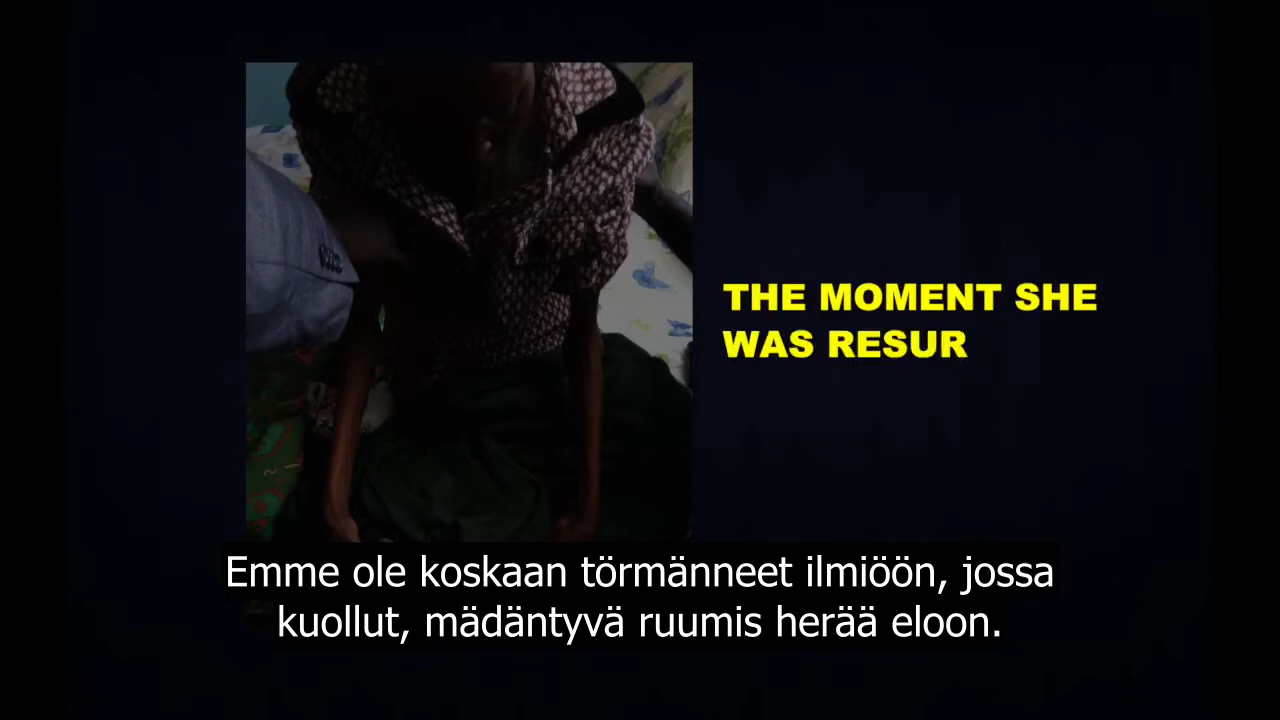 THE MOMENT SHE
WAS RESUR
Emme ole koskaan törmänneet ilmiöön, jossa
kuollut, mädäntyvä ruumis herää eloon.